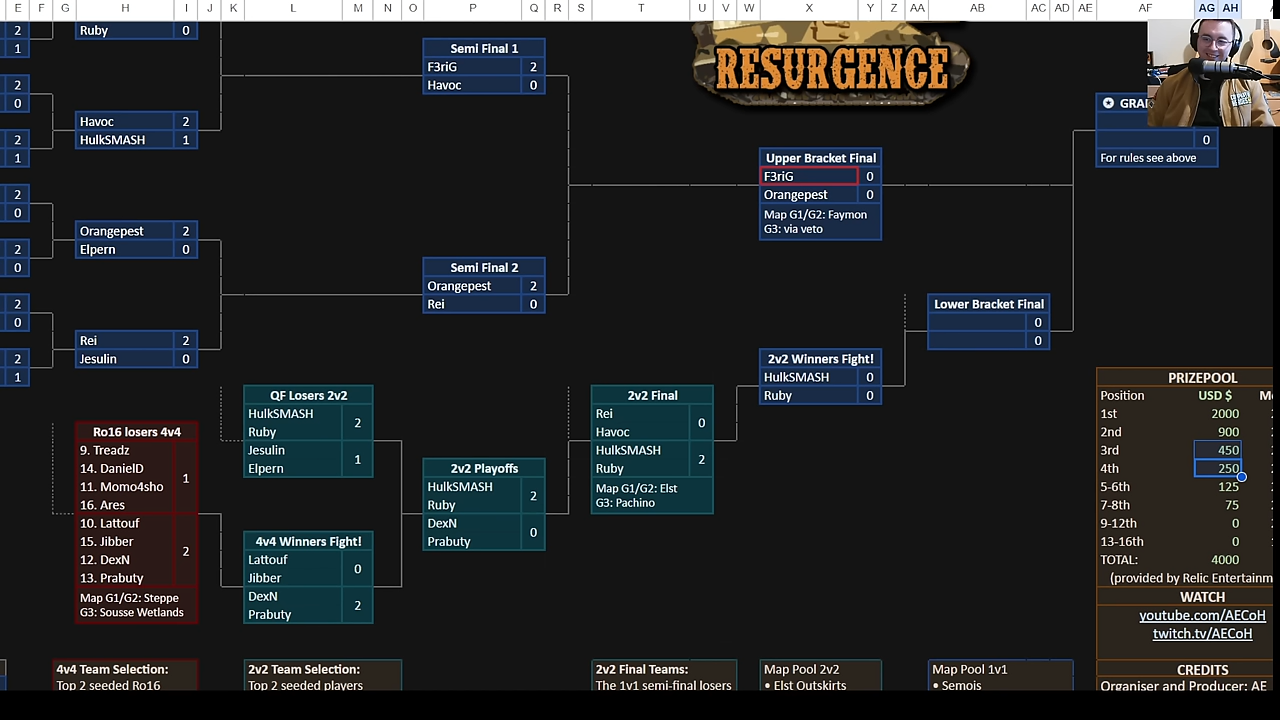 E F G H I J K L M N O P Q R S T U V W X Y Z AA AB AC AD AE AF AG AH
2
1
2
0
2
1
2
0
2
0
2
0
2
1
Ruby 0
Havoc 2
HulkSMASH 1
Orangepest 2
Elpern 0
Rei 2
Jesulin 0
Semi Final 1
F3riG 2
Havoc 0
Semi Final 2
Orangepest 2
Rei 0
RESURGENCE
Upper Bracket Final
F3riG 0
Orangepest 0
Map G1/G2: Faymon
G3: via veto
0
For rules see above
Lower Bracket Final
0
0
2v2 Winners Fight!
HulkSMASH 0
Ruby 0
Ro16 losers 4v4
9. Treadz
14. DanielD
11. Momo4sho
16. Ares
1
10. Lattouf
15. Jibber
12. DexN
13. Prabuty
2
Map G1/G2: Steppe
G3: Sousse Wetlands
QF Losers 2v2
HulkSMASH
Ruby
2
Jesulin
Elpern
1
4v4 Winners Fight!
Lattouf
Jibber
0
DexN
Prabuty
2
2v2 Playoffs
HulkSMASH
Ruby
2
DexN
Prabuty
0
2v2 Final
Rei
Havoc
0
HulkSMASH
Ruby
2
Map G1/G2: Elst
G3: Pachino
PRIZEPOOL
Position USD $
1st 2000
2nd 900
3rd 450
4th 250
5-6th 125
7-8th 75
9-12th 0
13-16th 0
TOTAL: 4000
(provided by Relic Entertainm
WATCH
youtube.com/AECoH
twitch.tv/AECoH
CREDITS
Organiser and Producer: AE
4v4 Team Selection:
Top 2 seeded Ro16
2v2 Team Selection:
Top 2 seeded players
2v2 Final Teams:
The 1v1 semi-final losers
Map Pool 2v2
• Elst Outskirts
Map Pool 1v1
• Semois